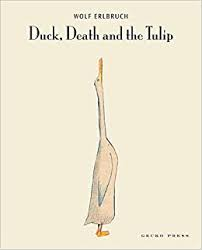 WOLF ERLBRUCH
Duck, Death and the Tulip
GECKO PRESS